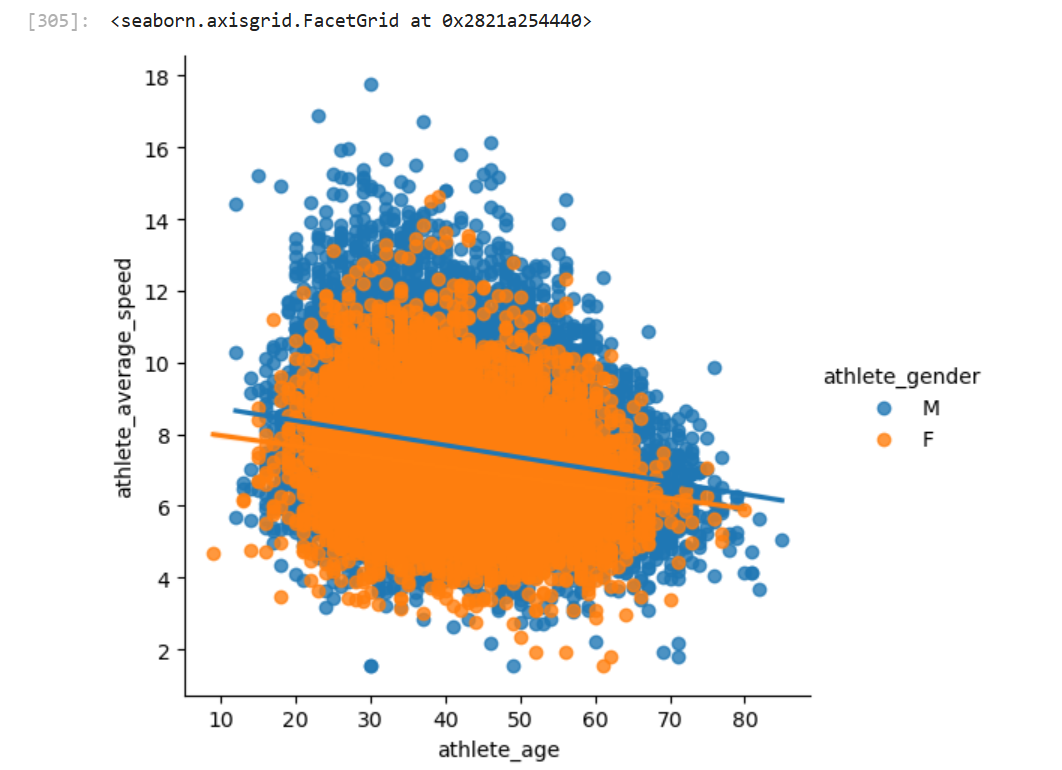 [305]: <seaborn.axisgrid.FacetGrid at 0x2821a254440>
18
16
14
12
10
8
6
4
2
athlete_average_speed
10 20 30 40 50 60 70 80
athlete_age
athlete_gender
M
F